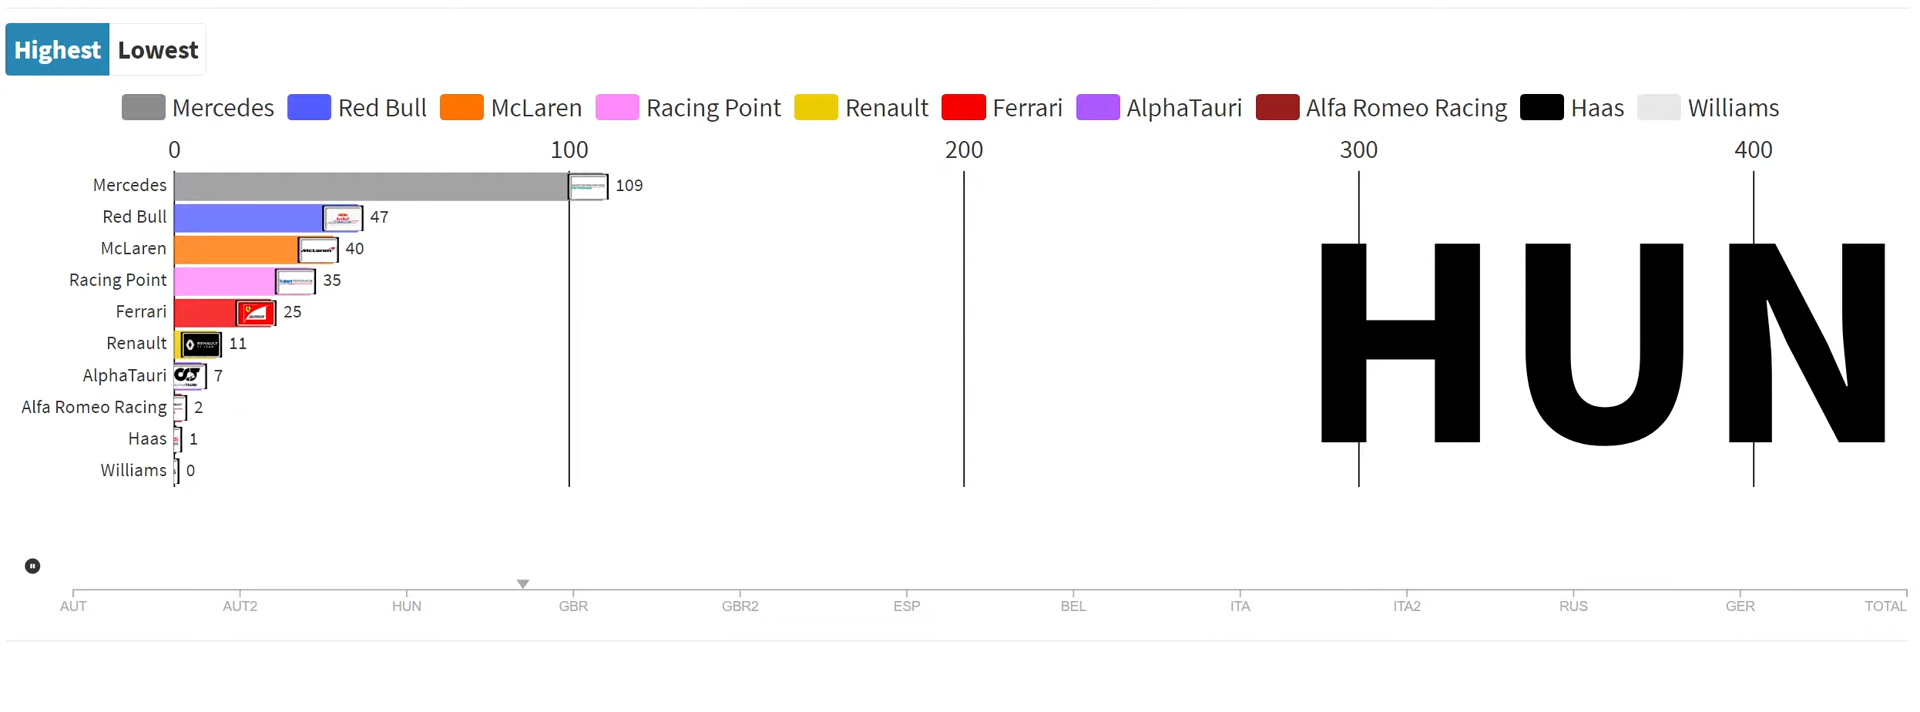 Highest Lowest
Mercedes Red Bull McLaren Racing Point Renault Ferrari AlphaTauri Alfa Romeo Racing Haas Williams
0 100 200 300 400
Mercedes 109
Red Bull 47
McLaren 40
Racing Point 35
Ferrari 25
Renault 11
AlphaTauri 7
Alfa Romeo Racing 2
Haas 1
Williams 0
HUN
AUT AUT2 HUN GBR GBR2 ESP BEL ITA ITA2 RUS GER TOTAL